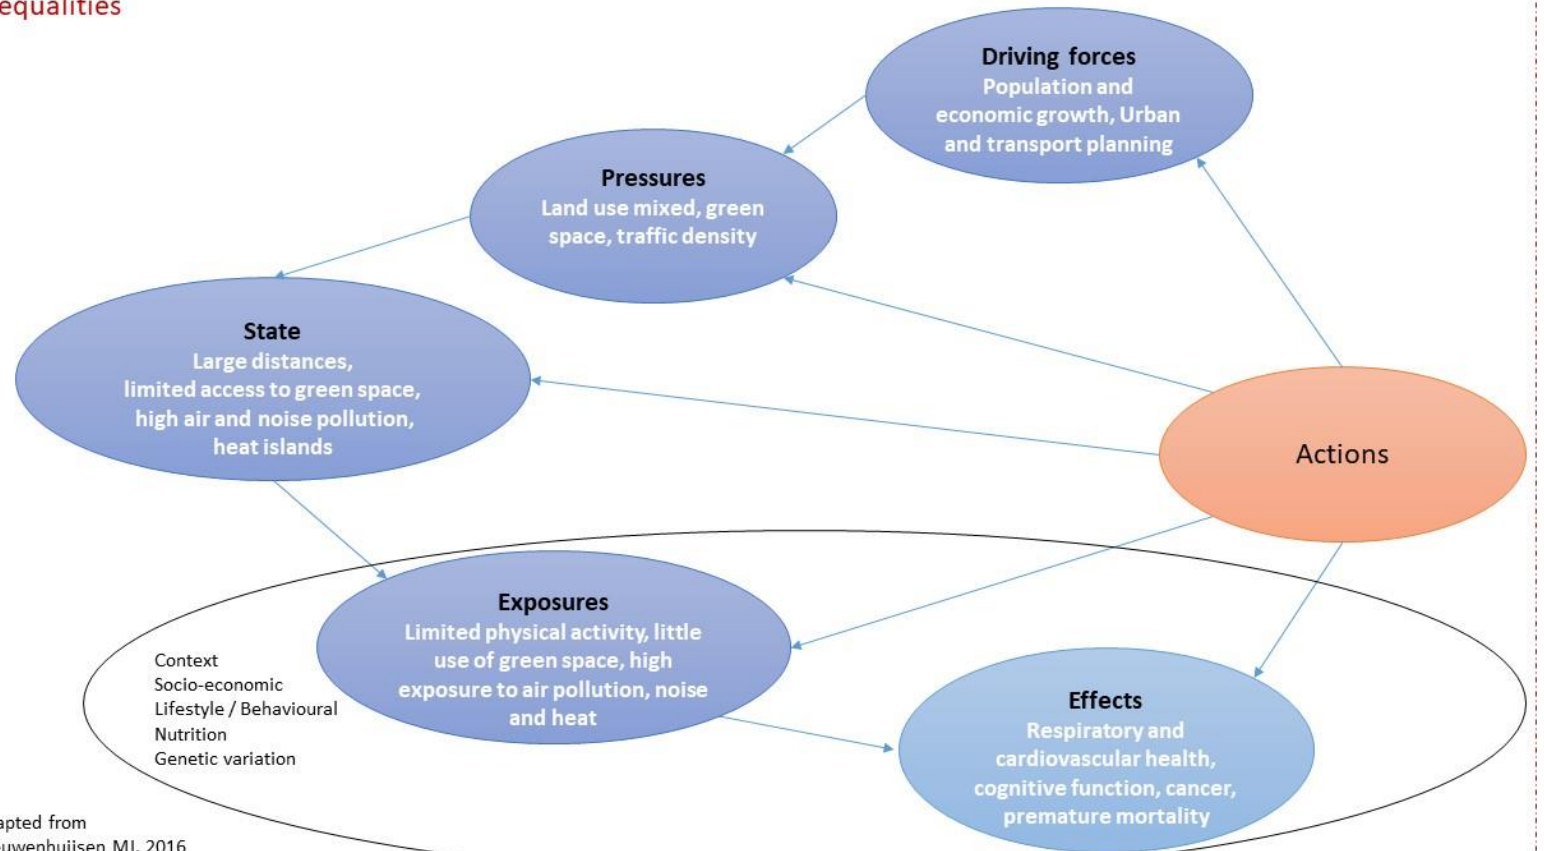 equalities
Driving forces
Population and
economic growth, Urban
and transport planning
Pressures
Land use mixed, green
space, traffic density
State
Large distances,
limited access to green space,
high air and noise pollution,
heat islands
Actions
Exposures
Limited physical activity, little
use of green space, high
exposure to air pollution, noise
and heat
Context
Socio-economic
Lifestyle / Behavioural
Nutrition
Genetic variation
Effects
Respiratory and
cardiovascular health,
cognitive function, cancer,
premature mortality
apted from
euwenhuijsen MJ, 2016